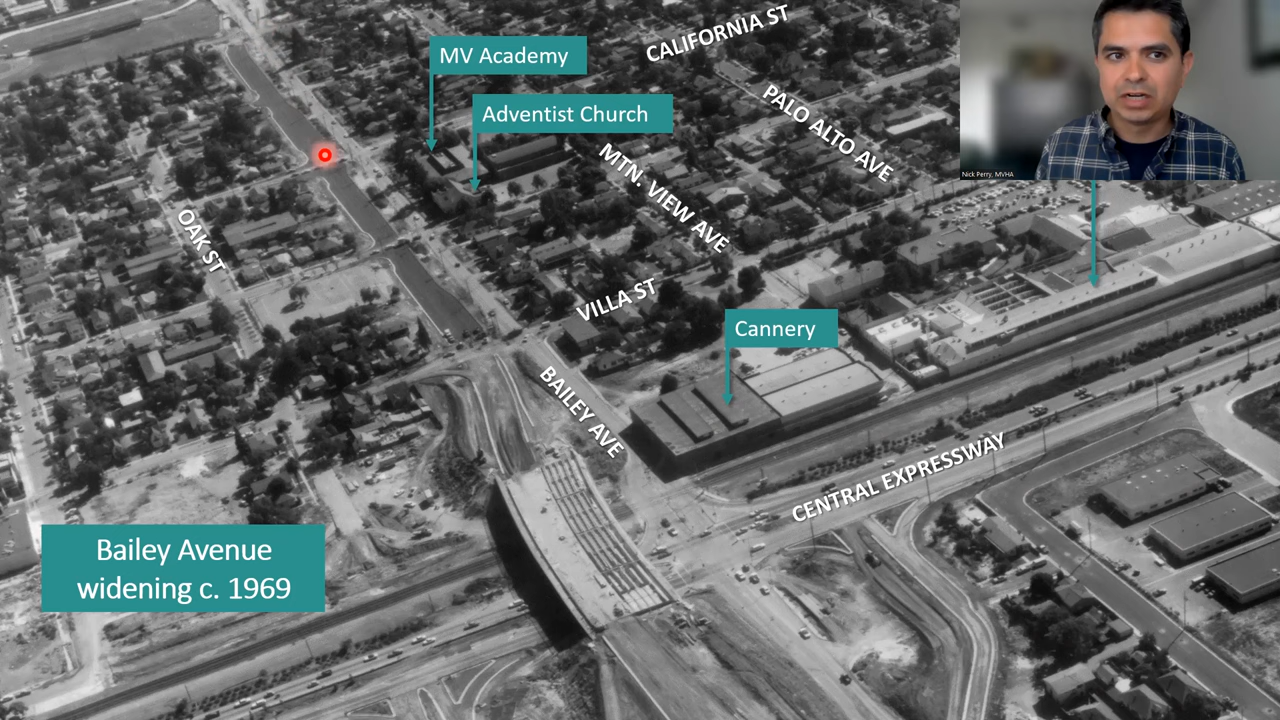 CALIFORNIA ST
MV Academy
PALO ALTO AVE
Adventist Church
MTN. VIEW AVE
Nick Perry, MVHA
OAK ST
VILLA ST
Cannery
BAILEY AVE
CENTRAL EXPRESSWAY
Bailey Avenue
widening c. 1969